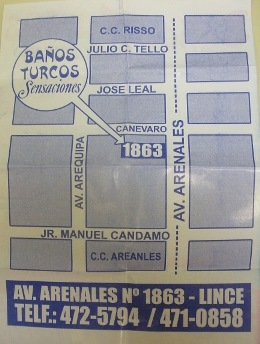 C.C. RISSO
JULIO C. TELLO
BAÑOS
TURCOS
Sensaciones
JOSE LEAL
CANEVARO
1863
AV. AREQUIPA
AV. ARENALES
JR. MANUEL CANDAMO
C.C. AREANLES
AV. ARENALES Nº 1863 - LINCE
TELF.: 472-5794 / 471-0858